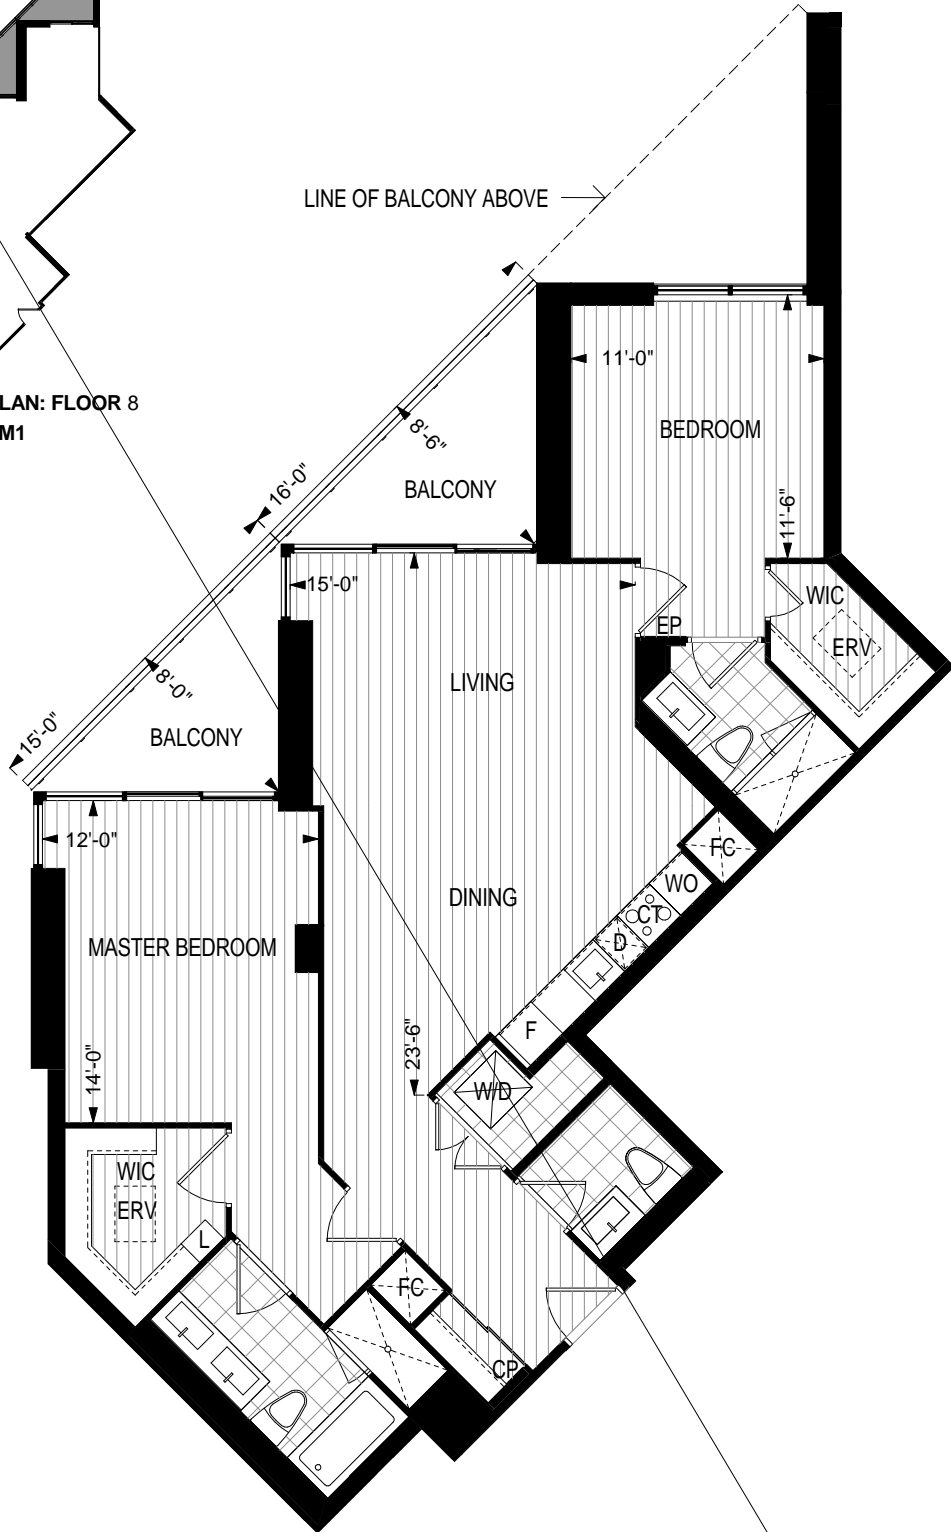 LINE OF BALCONY ABOVE
11'-0"
LAN: FLOOR 8
M1
BEDROOM
8'-6"
16'-0"
BALCONY
11'-6"
15'-0"
WIC
EP
ERV
LIVING
8'-0"
15'-0"
BALCONY
12'-0"
FC
WO
DINING
CT
D
MASTER BEDROOM
F
23'-6"
14'-0"
W/D
WIC
ERV
L
FC
CP